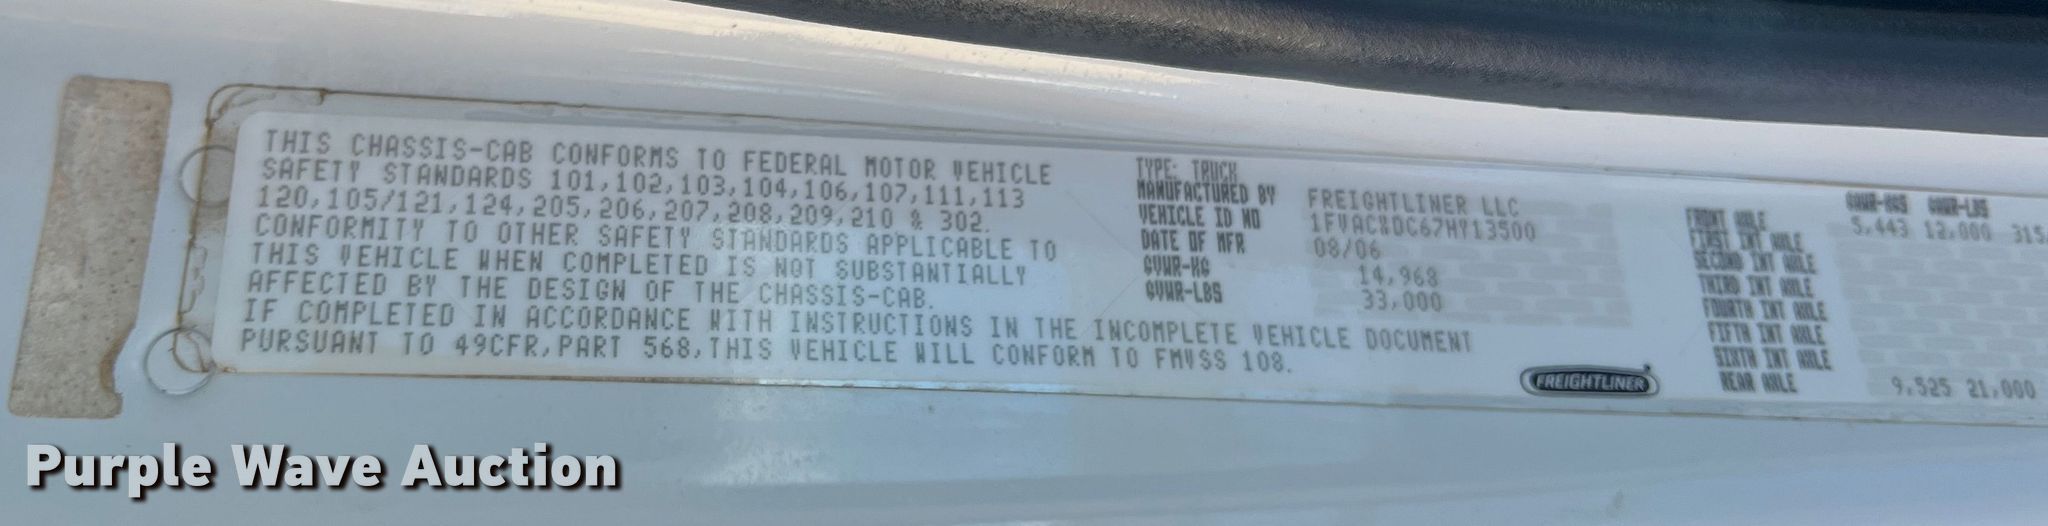 THIS CHASSIS-CAB CONFORMS TO FEDERAL MOTOR VEHICLE
SAFETY STANDARDS 101,102,103,104,106,107,111,113
120,105/121,124,205,206,207,208,209,210 & 302.
CONFORMITY TO OTHER SAFETY STANDARDS APPLICABLE TO
THIS VEHICLE WHEN COMPLETED IS NOT SUBSTANTIALLY
AFFECTED BY THE DESIGN OF THE CHASSIS-CAB.
IF COMPLETED IN ACCORDANCE WITH INSTRUCTIONS IN THE INCOMPLETE VEHICLE DOCUMENT
PURSUANT TO 49CFR,PART 568,THIS VEHICLE WILL CONFORM TO FMVSS 108.
TYPE: TRUCK
MANUFACTURED BY FREIGHTLINER LLC
VEHICLE ID NO 1FVACXDC67HY13500
DATE OF MFR 08/06
GVWR-KG 14,968
GVWR-LBS 33,000
FREIGHTLINER
GAWR-KGS GAWR-LBS
FRONT AXLE 5,443 12,000 315
FIRST INT AXLE
SECOND INT AXLE
THIRD INT AXLE
FOURTH INT AXLE
FIFTH INT AXLE
SIXTH INT AXLE
REAR AXLE 9,525 21,000
Purple Wave Auction